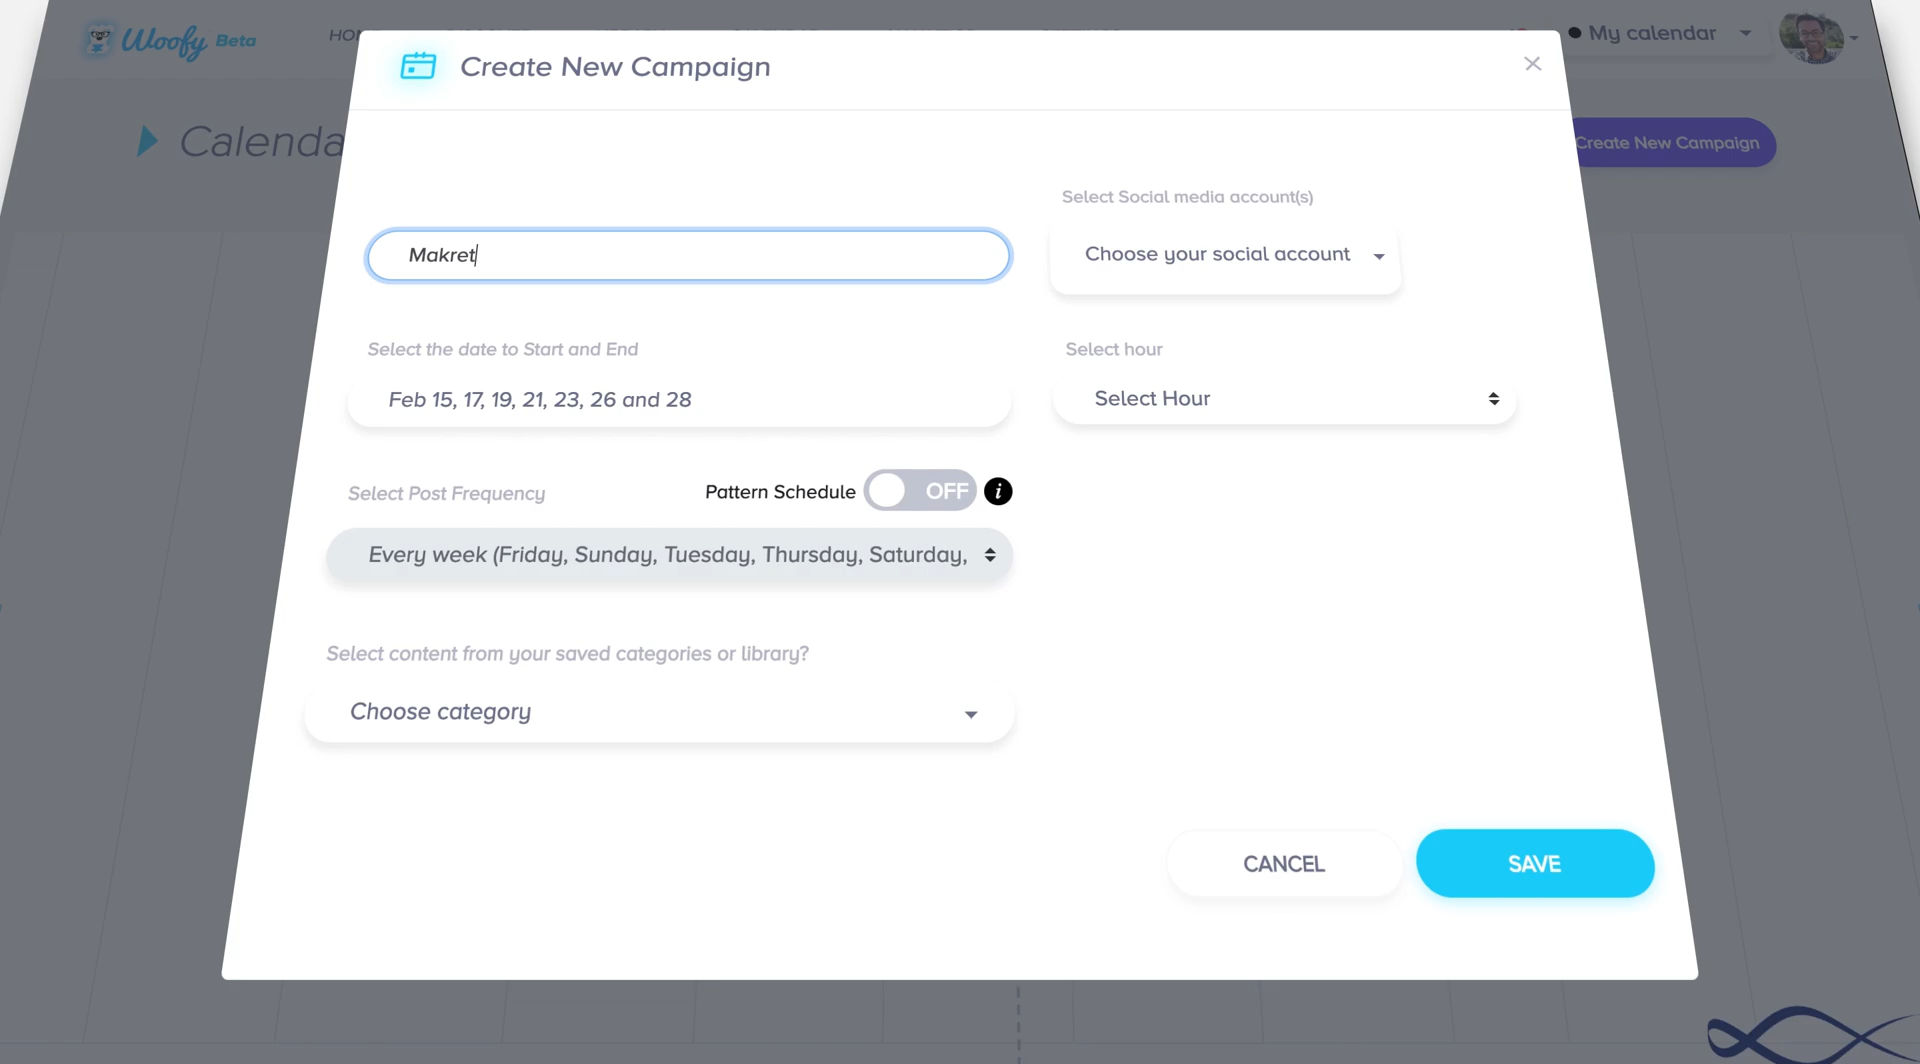 Woofy Beta
My calendar
Create New Campaign
Calenda
Create New Campaign
Select Social media account(s)
Makret
Choose your social account
Select the date to Start and End
Select hour
Feb 15, 17, 19, 21, 23, 26 and 28
Select Hour
Select Post Frequency
Pattern Schedule OFF i
Every week (Friday, Sunday, Tuesday, Thursday, Saturday,
Select content from your saved categories or library?
Choose category
CANCEL
SAVE